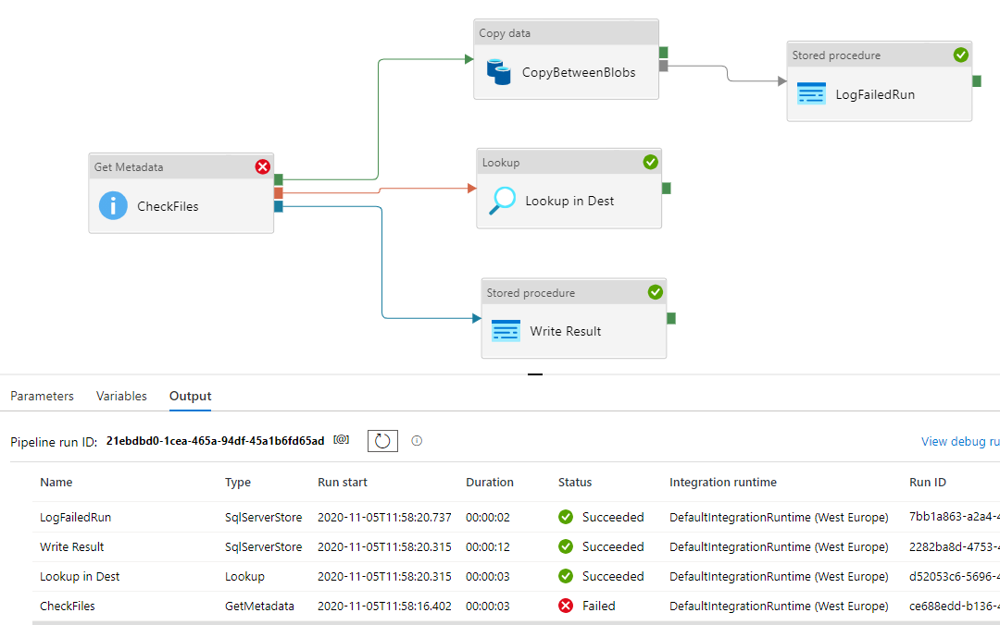 Copy data
CopyBetweenBlobs
Stored procedure
LogFailedRun
Get Metadata
CheckFiles
Lookup
Lookup in Dest
Stored procedure
Write Result
Parameters Variables Output
Pipeline run ID: 21ebdbd0-1cea-465a-94df-45a1b6fd65ad [@]
View debug ru
Name Type Run start Duration Status Integration runtime Run ID
LogFailedRun SqlServerStore 2020-11-05T11:58:20.737 00:00:02 Succeeded DefaultIntegrationRuntime (West Europe) 7bb1a863-a2a4-4
Write Result SqlServerStore 2020-11-05T11:58:20.315 00:00:12 Succeeded DefaultIntegrationRuntime (West Europe) 2282ba8d-4753-4
Lookup in Dest Lookup 2020-11-05T11:58:20.315 00:00:03 Succeeded DefaultIntegrationRuntime (West Europe) d52053c6-5696-4
CheckFiles GetMetadata 2020-11-05T11:58:16.402 00:00:03 Failed DefaultIntegrationRuntime (West Europe) ce688edd-b136-4